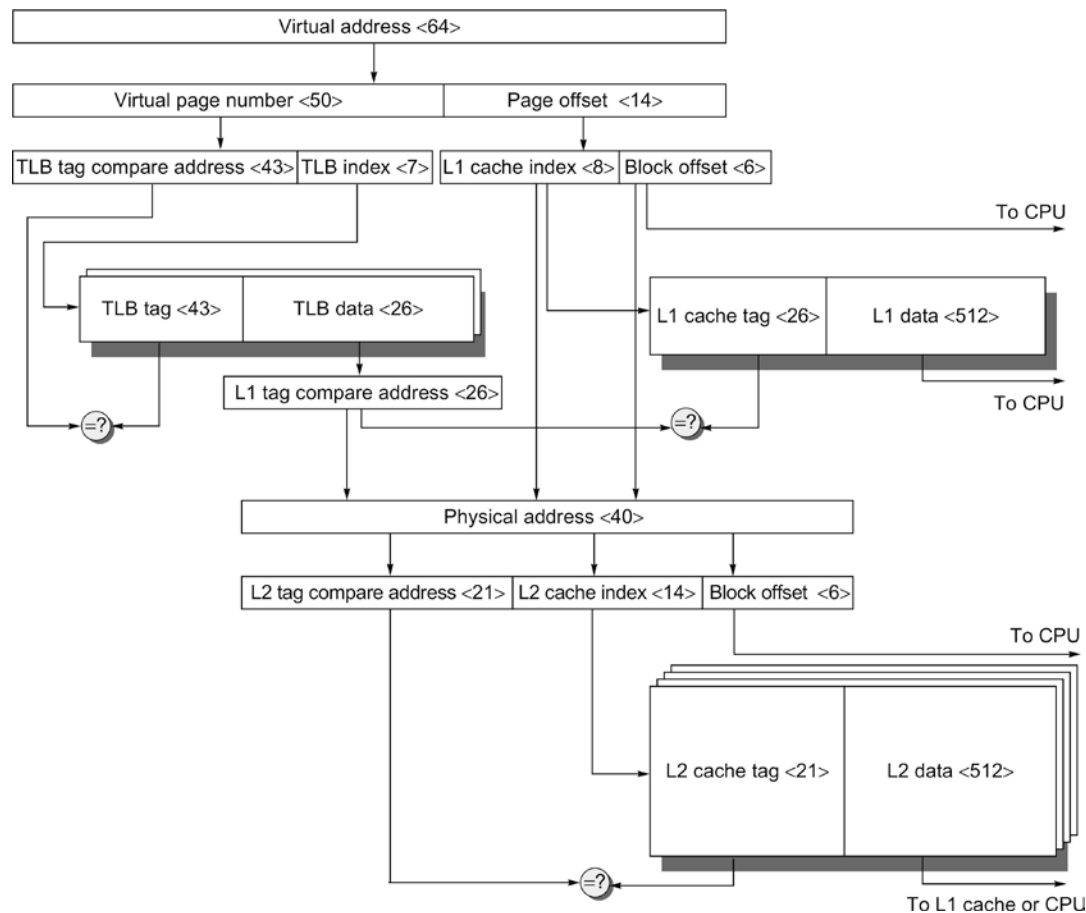 Virtual address <64>
Virtual page number <50>
Page offset <14>
TLB tag compare address <43>
TLB index <7>
L1 cache index <8>
Block offset <6>
To CPU
TLB tag <43>
TLB data <26>
L1 cache tag <26>
L1 data <512>
L1 tag compare address <26>
To CPU
=?
=?
Physical address <40>
L2 tag compare address <21>
L2 cache index <14>
Block offset <6>
To CPU
L2 cache tag <21>
L2 data <512>
=?
To L1 cache or CPU